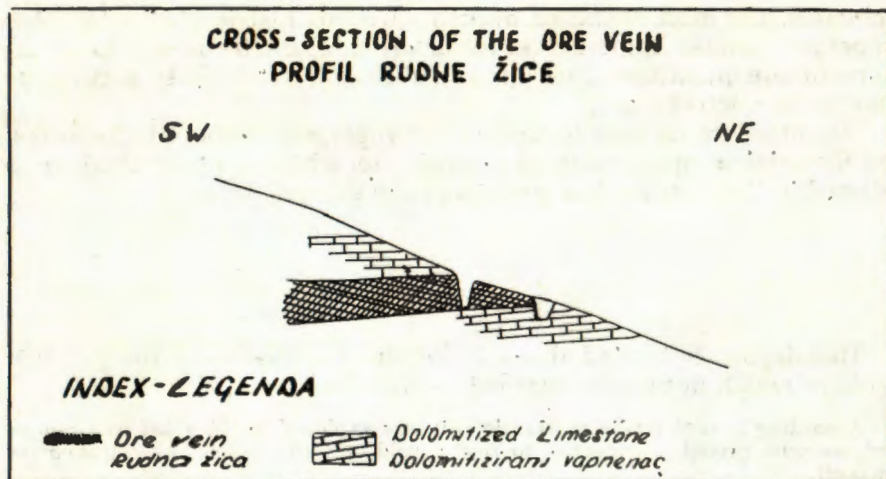 CROSS-SECTION OF THE ORE VEIN
PROFIL RUDNE ŽICE
SW NE
INDEX-LEGENDA
Ore vein
Rudna žica
Dolomitized Limestone
Dolomitizirani vapnenac